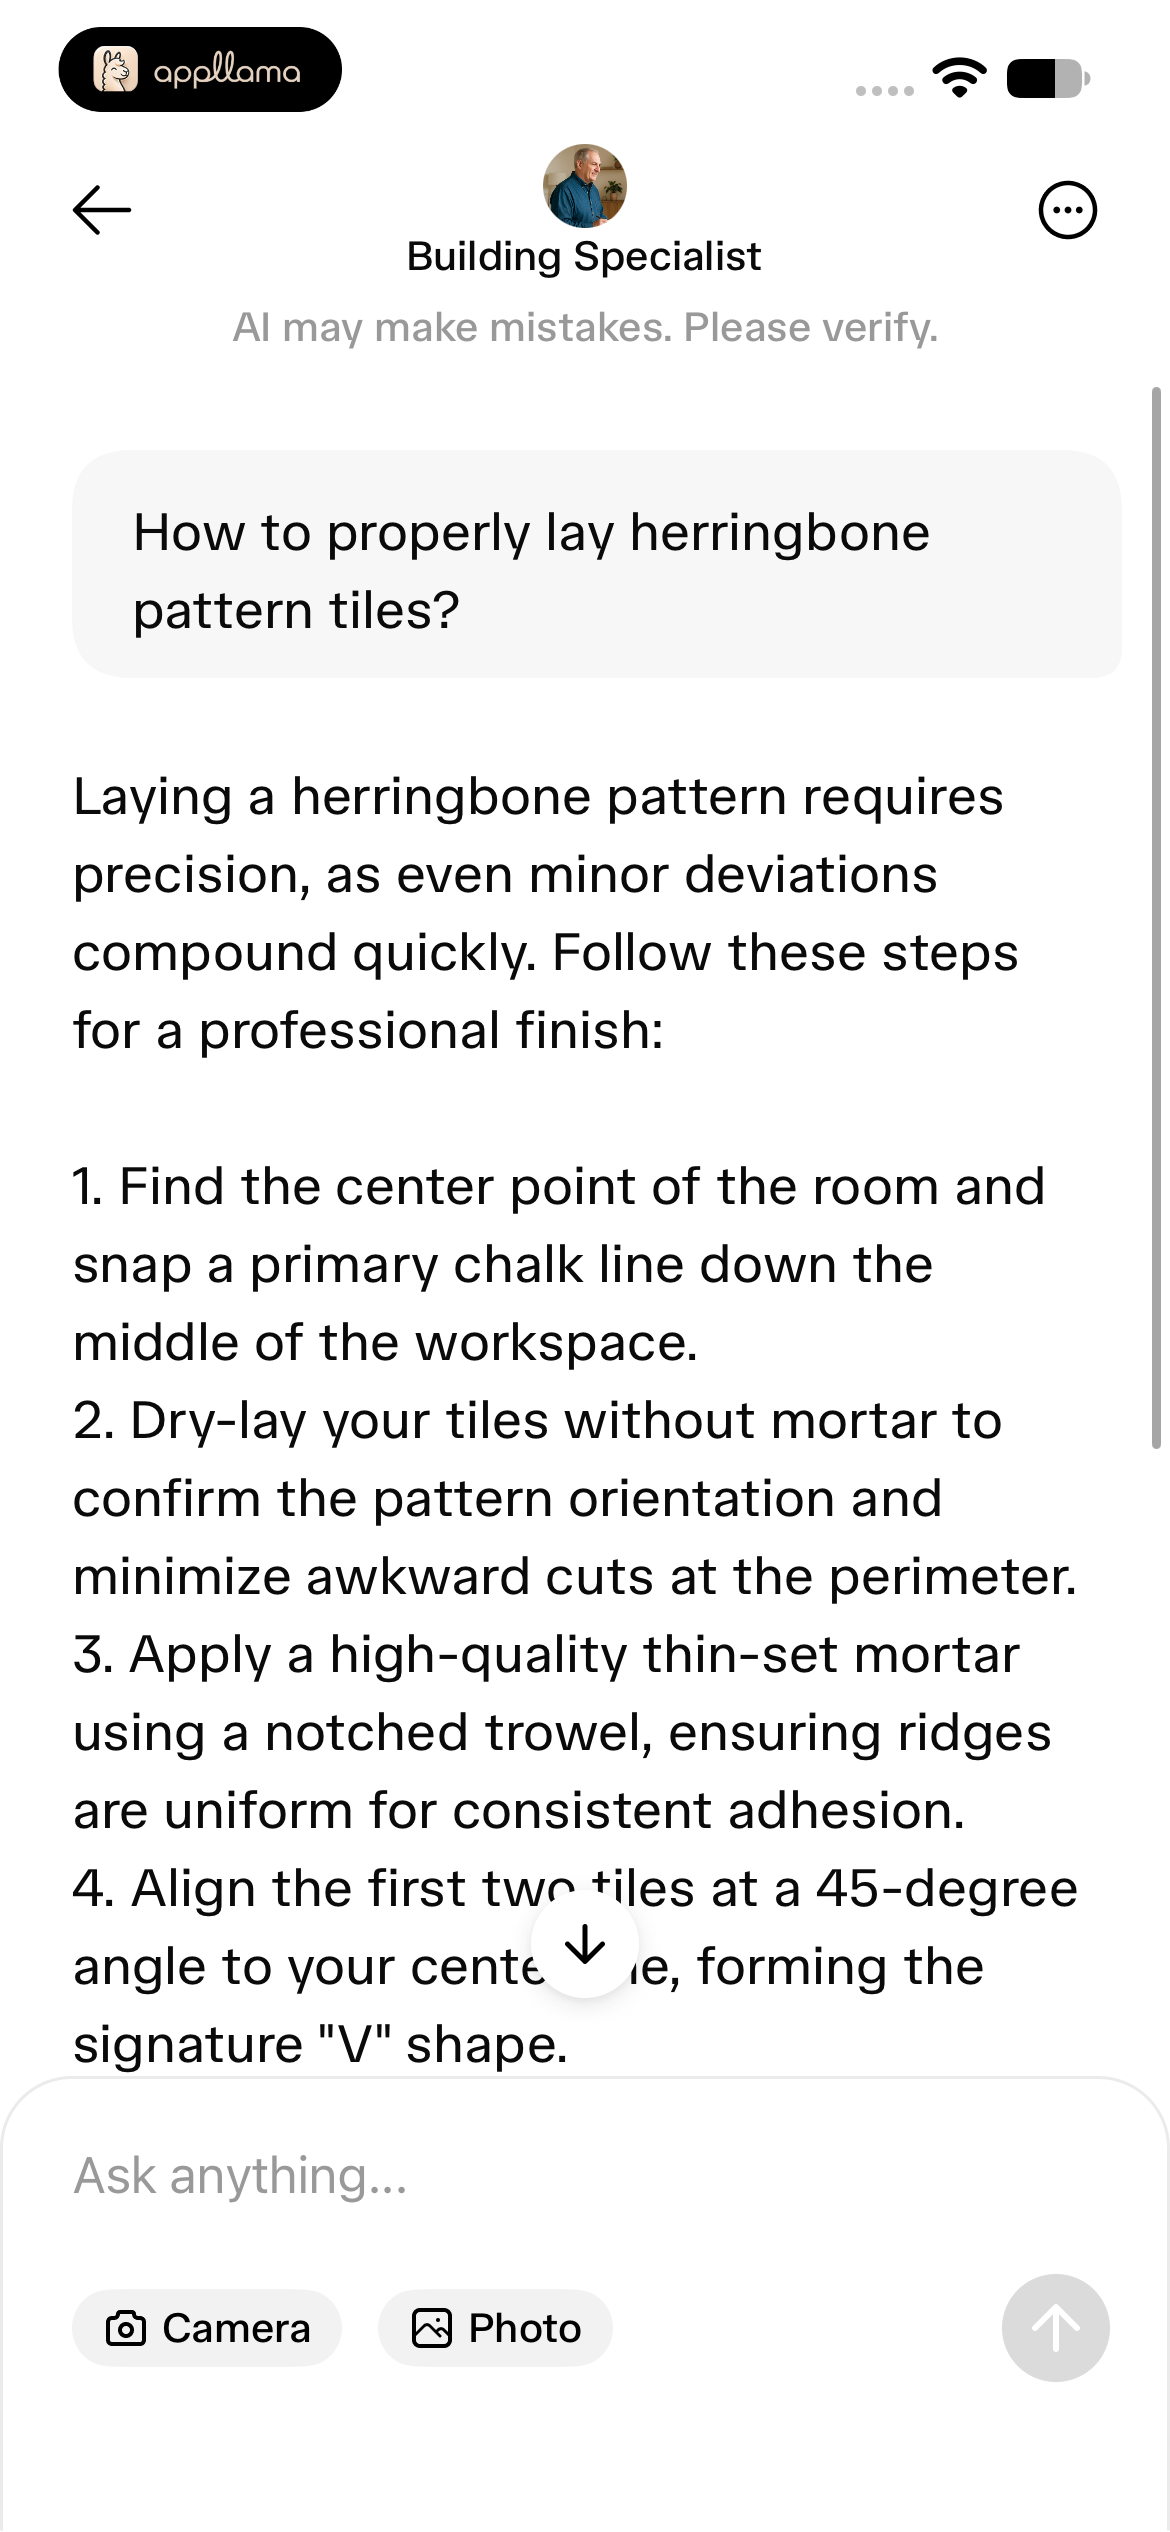 appllama
Building Specialist
AI may make mistakes. Please verify.
How to properly lay herringbone
pattern tiles?
Laying a herringbone pattern requires
precision, as even minor deviations
compound quickly. Follow these steps
for a professional finish:
1. Find the center point of the room and
snap a primary chalk line down the
middle of the workspace.
2. Dry-lay your tiles without mortar to
confirm the pattern orientation and
minimize awkward cuts at the perimeter.
3. Apply a high-quality thin-set mortar
using a notched trowel, ensuring ridges
are uniform for consistent adhesion.
4. Align the first two tiles at a 45-degree
angle to your forming the
signature "V" shape.
Ask anything...
Camera
Photo